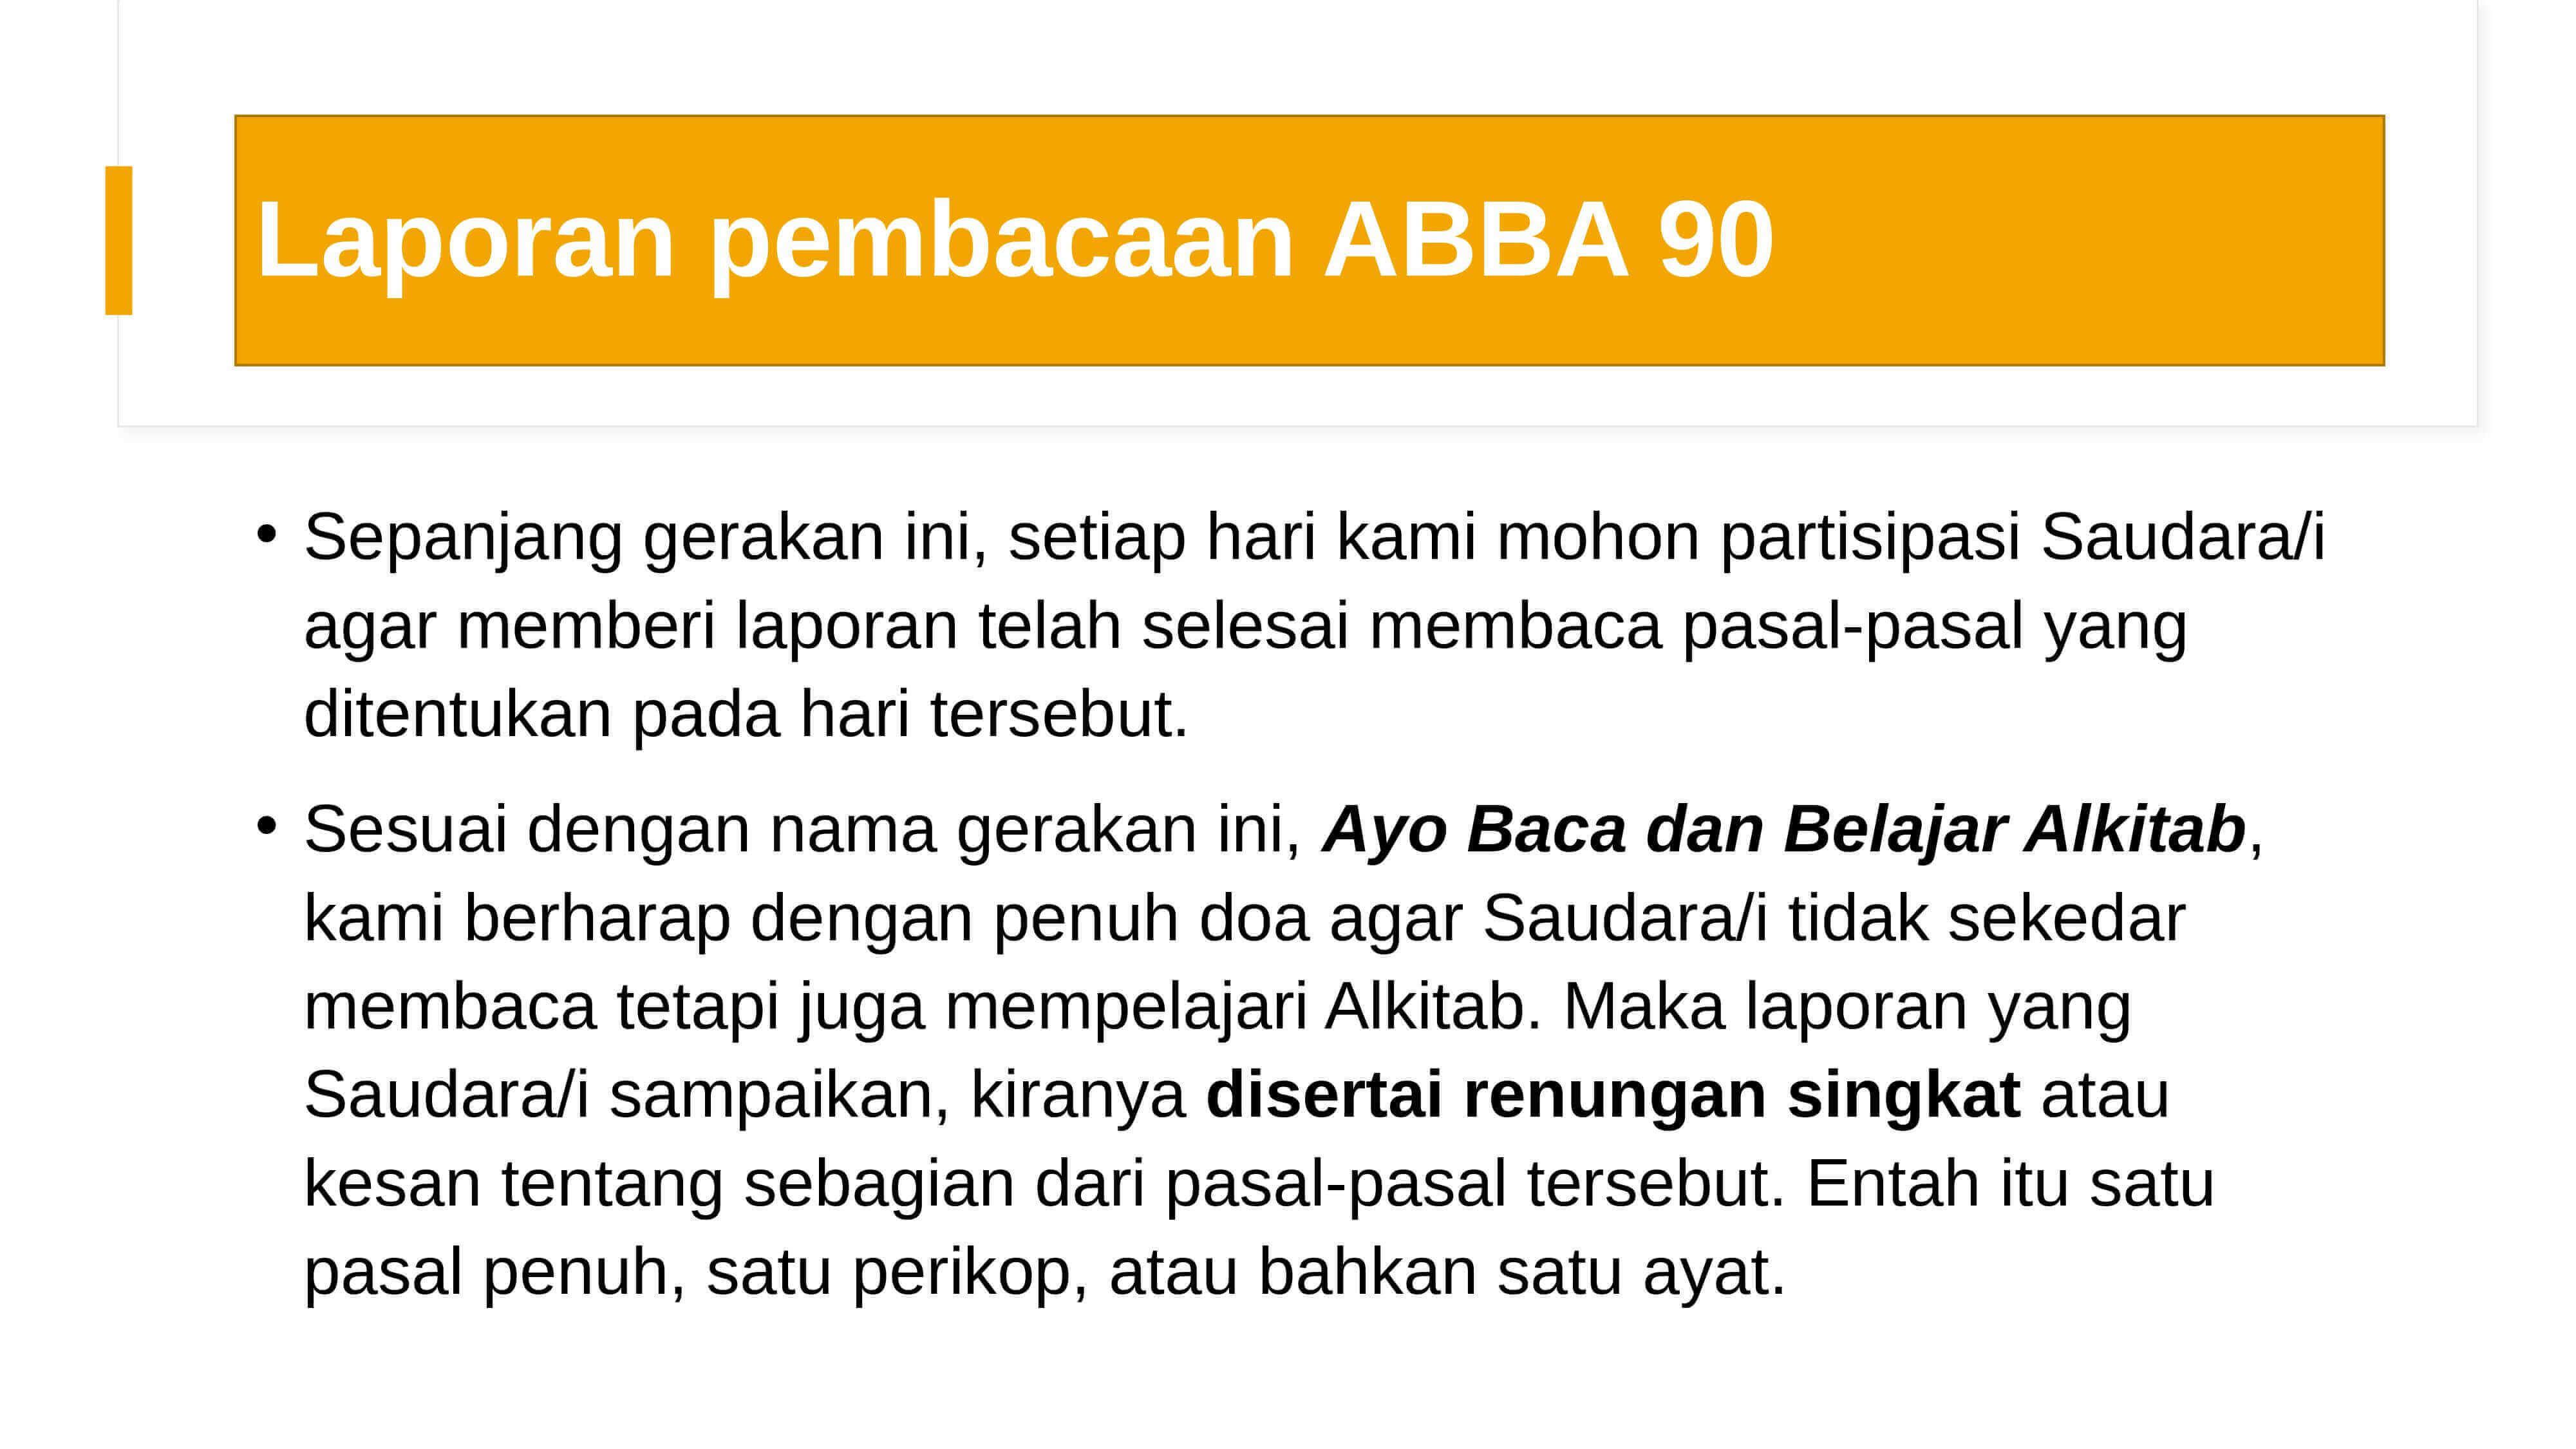 Laporan pembacaan ABBA 90
• Sepanjang gerakan ini, setiap hari kami mohon partisipasi Saudara/i
agar memberi laporan telah selesai membaca pasal-pasal yang
ditentukan pada hari tersebut.
• Sesuai dengan nama gerakan ini, Ayo Baca dan Belajar Alkitab,
kami berharap dengan penuh doa agar Saudara/i tidak sekedar
membaca tetapi juga mempelajari Alkitab. Maka laporan yang
Saudara/i sampaikan, kiranya disertai renungan singkat atau
kesan tentang sebagian dari pasal-pasal tersebut. Entah itu satu
pasal penuh, satu perikop, atau bahkan satu ayat.